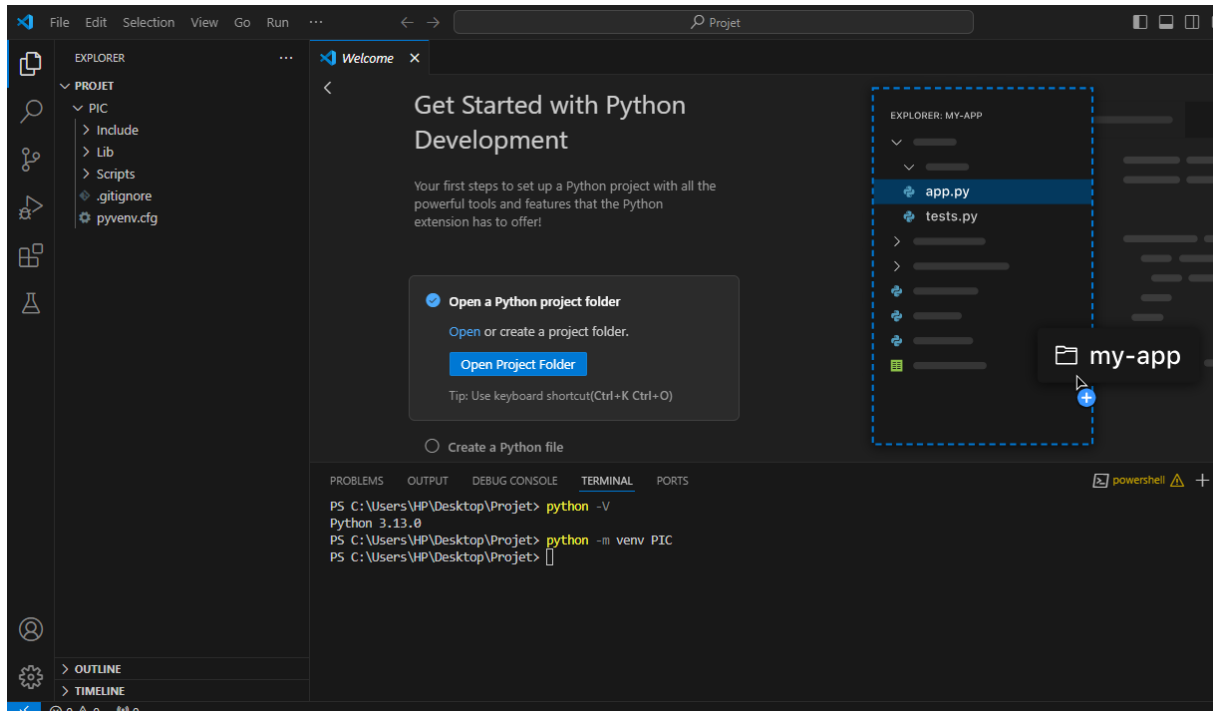 File Edit Selection View Go Run ··· ← → Projet
EXPLORER ···
PROJET
PIC
Include
Lib
Scripts
.gitignore
pyvenv.cfg
OUTLINE
TIMELINE
Welcome
Get Started with Python
Development
Your first steps to set up a Python project with all the
powerful tools and features that the Python
extension has to offer!
Open a Python project folder
Open or create a project folder.
Open Project Folder
Tip: Use keyboard shortcut(Ctrl+K Ctrl+O)
Create a Python file
EXPLORER: MY-APP
app.py
tests.py
my-app
PROBLEMS OUTPUT DEBUG CONSOLE TERMINAL PORTS powershell
PS C:\Users\HP\Desktop\Projet> python -V
Python 3.13.0
PS C:\Users\HP\Desktop\Projet> python -m venv PIC
PS C:\Users\HP\Desktop\Projet>